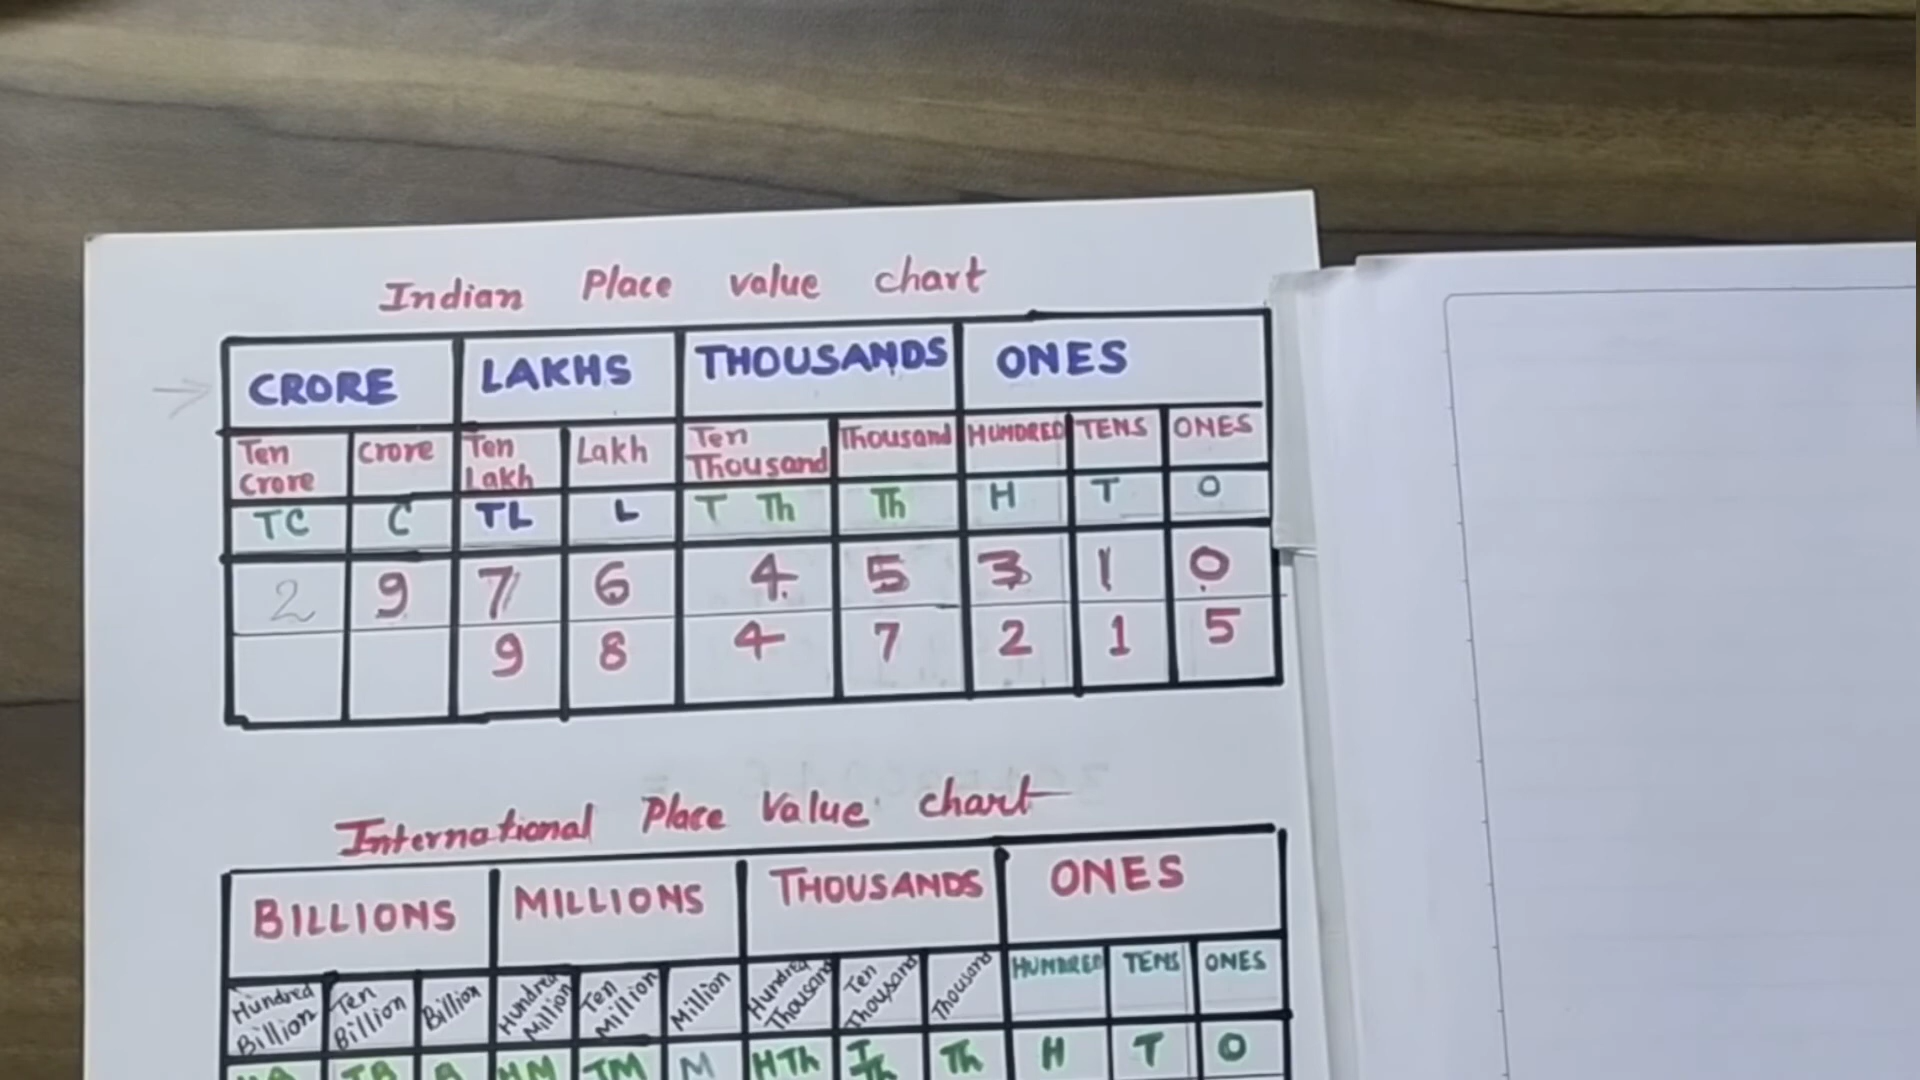 Indian Place value chart
CRORE LAKHS THOUSANDS ONES
Ten Crore Crore Ten Lakh Lakh Ten Thousand Thousand HUNDRED TENS ONES
TC C TL L T Th Th H T O
2 9 7 6 4 5 3 1 0
9 8 4 7 2 1 5
International Place Value chart
BILLIONS MILLIONS THOUSANDS ONES
Hundred Billion Ten Billion Billion Hundred Million Ten Million Million Hundred Thousand Ten Thousand Thousand HUNDRED TENS ONES
TB B HM TM M HTh T Th Th H T O